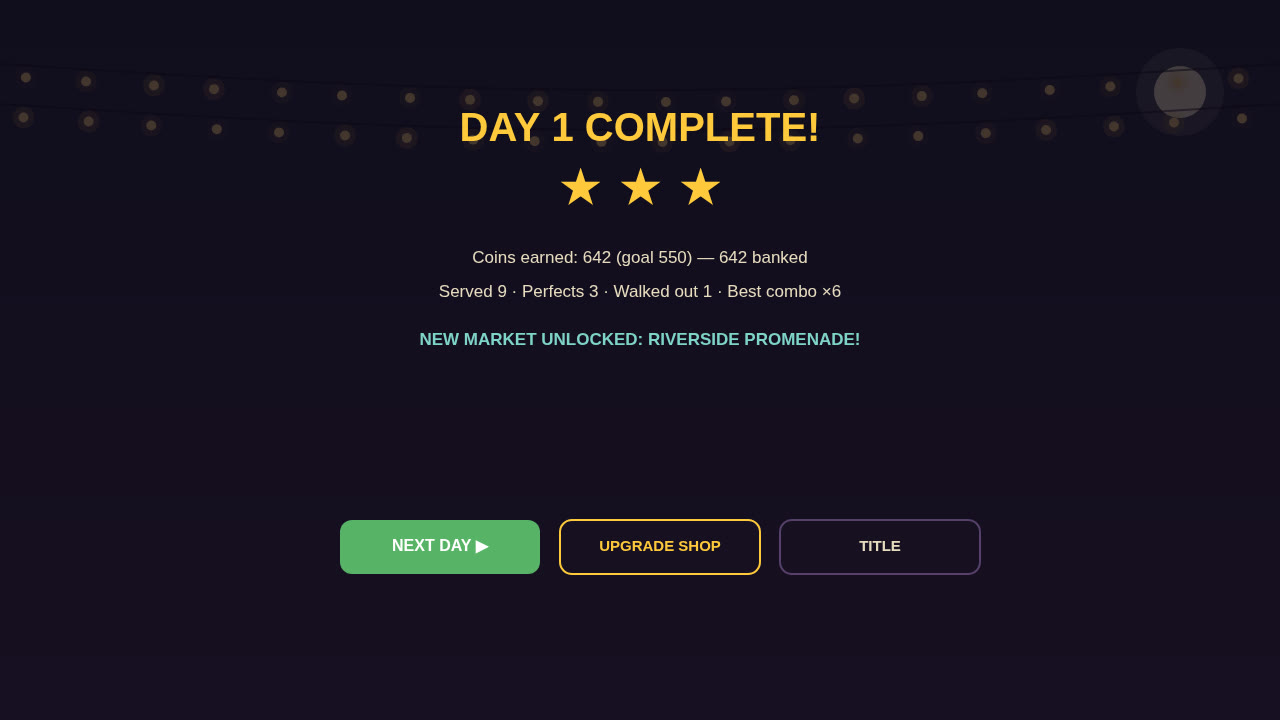 DAY 1 COMPLETE!
★ ★ ★
Coins earned: 642 (goal 550) — 642 banked
Served 9 · Perfects 3 · Walked out 1 · Best combo ×6
NEW MARKET UNLOCKED: RIVERSIDE PROMENADE!
NEXT DAY ▶
UPGRADE SHOP
TITLE